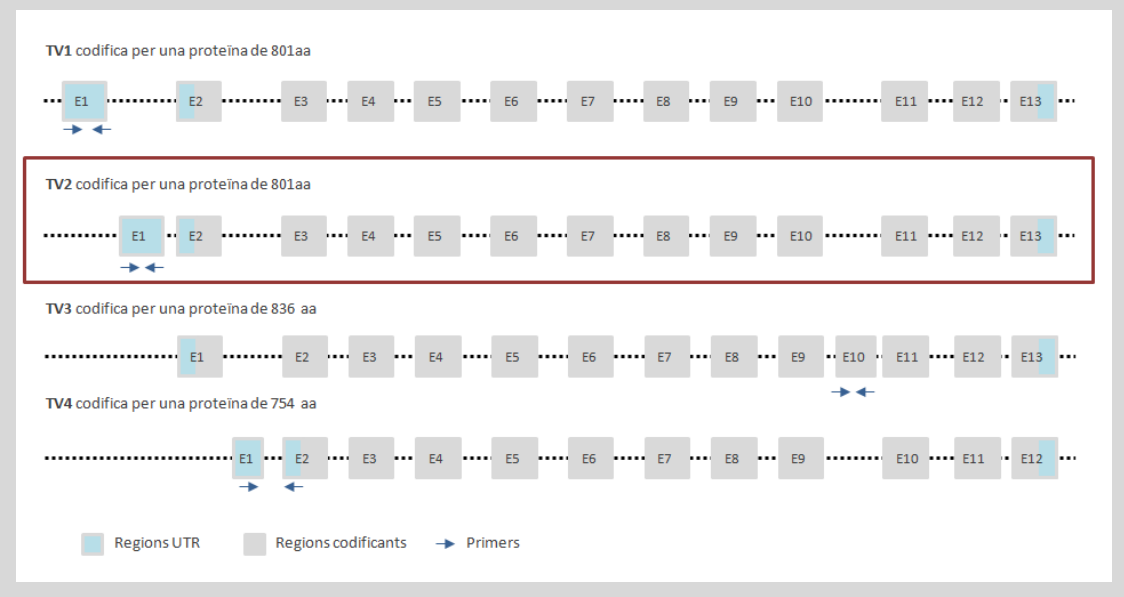 TV1 codifica per una proteïna de 801aa
E1 E2 E3 E4 E5 E6 E7 E8 E9 E10 E11 E12 E13
TV2 codifica per una proteïna de 801aa
E1 E2 E3 E4 E5 E6 E7 E8 E9 E10 E11 E12 E13
TV3 codifica per una proteïna de 836 aa
E1 E2 E3 E4 E5 E6 E7 E8 E9 E10 E11 E12 E13
TV4 codifica per una proteïna de 754 aa
E1 E2 E3 E4 E5 E6 E7 E8 E9 E10 E11 E12
Regions UTR Regions codificants Primers